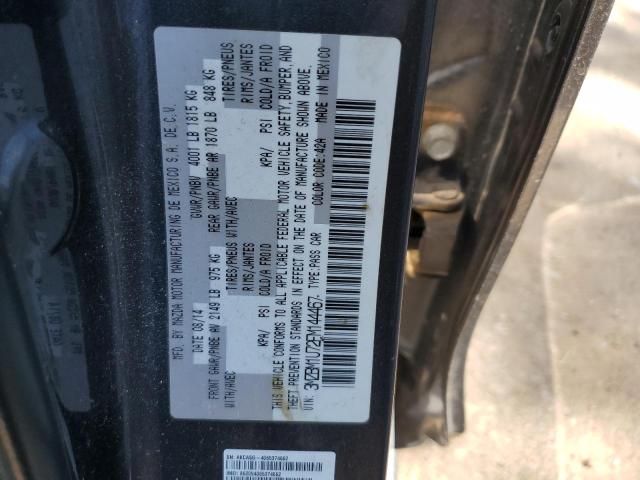 MFD. BY MAZDA MOTOR MANUFACTURING DE MEXICO S.A. DE C.V.
DATE 08/14 GVWR/PNBV 4001 LB 1815 KG
FRONT GAWR/PNBE AV 2149 LB 975 KG REAR GAWR/PNBE AR 1870 LB 848 KG
WITH/AVEC TIRES/PNEUS WITH/AVEC TIRES/PNEUS
RIMS/JANTES RIMS/JANTES
KPA/ PSI COLD/A FROID KPA/ PSI COLD/A FROID
THIS VEHICLE CONFORMS TO ALL APPLICABLE FEDERAL MOTOR VEHICLE SAFETY, BUMPER, AND
THEFT PREVENTION STANDARDS IN EFFECT ON THE DATE OF MANUFACTURE SHOWN ABOVE.
VIN: 3MZBM1U72FM144467 TYPE:PASS CAR COLOR CODE:42A MADE IN MEXICO